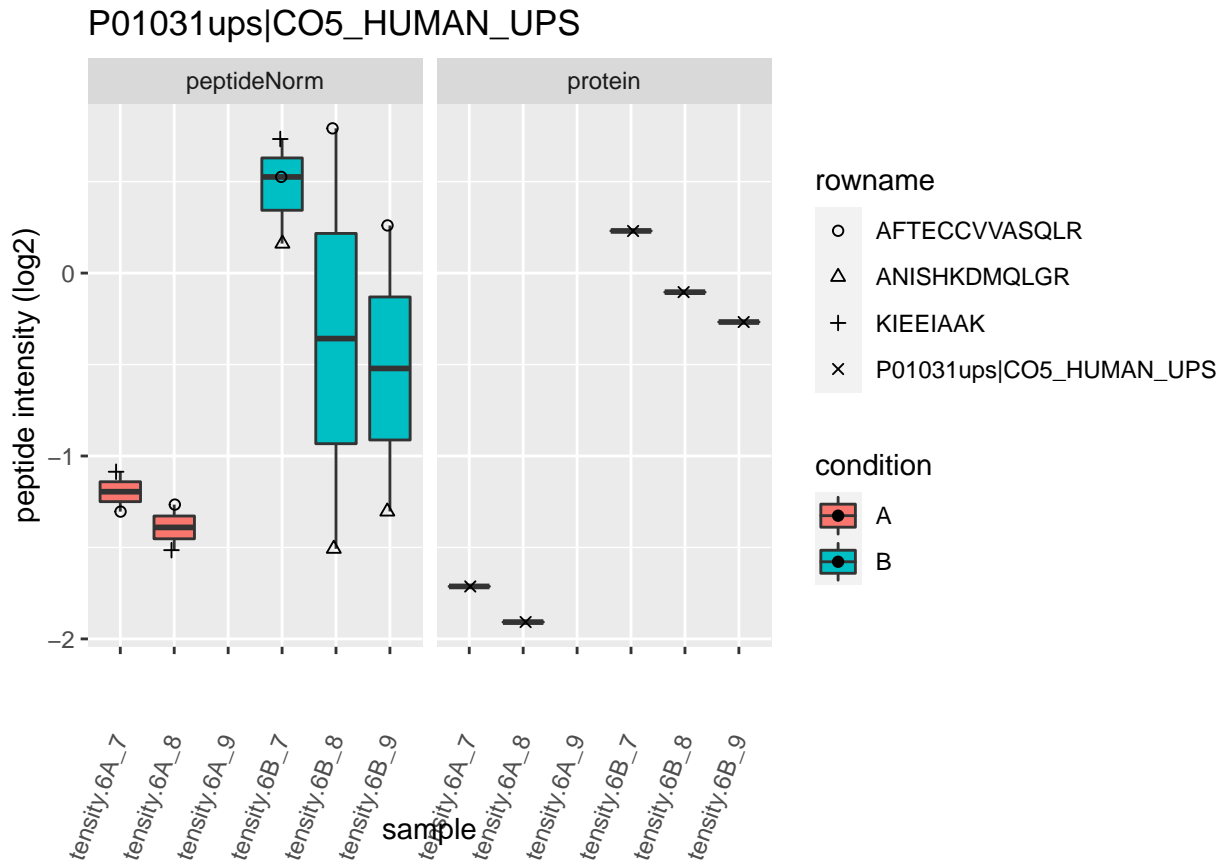 P01031ups|CO5_HUMAN_UPS
peptideNorm
protein
peptide intensity (log2)
0
−1
−2
tensity.6A_7
tensity.6A_8
tensity.6A_9
tensity.6B_7
tensity.6B_8
tensity.6B_9
tensity.6A_7
tensity.6A_8
tensity.6A_9
tensity.6B_7
tensity.6B_8
tensity.6B_9
sample
rowname
AFTECCVVASQLR
ANISHKDMQLGR
KIEEIAAK
P01031ups|CO5_HUMAN_UPS
condition
A
B